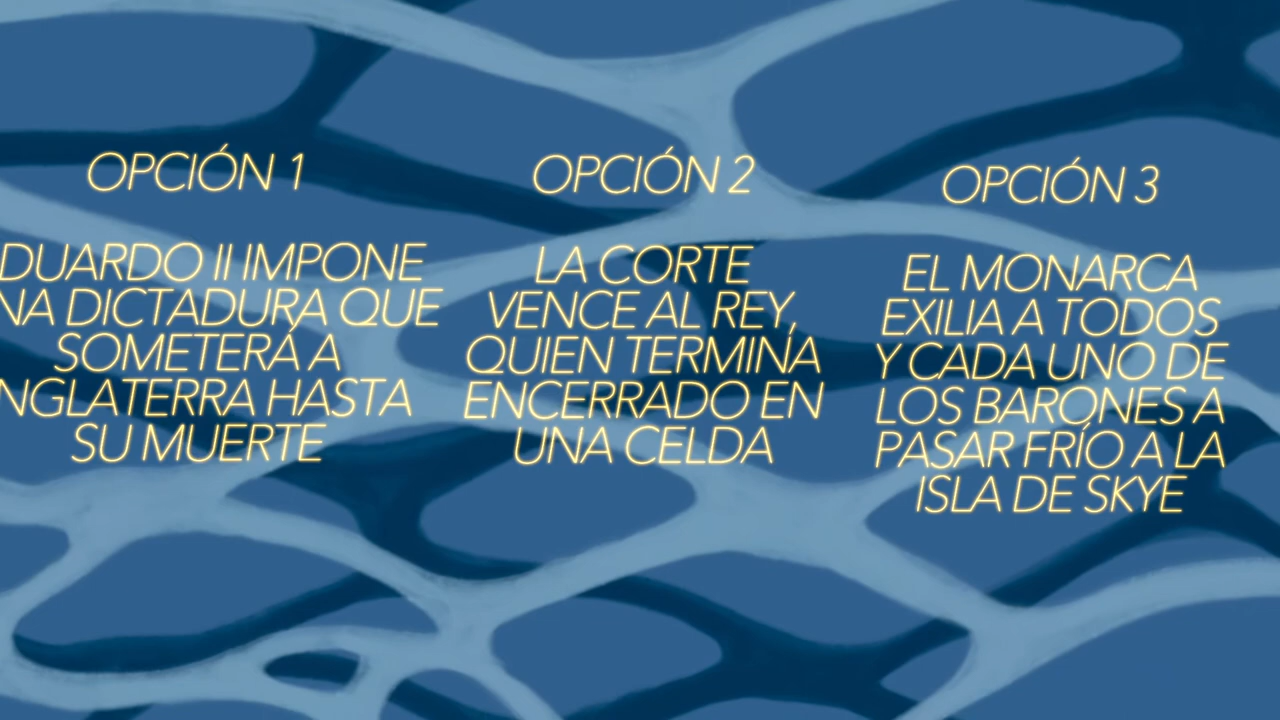 OPCIÓN 1
DUARDO II IMPONE
NA DICTADURA QUE
SOMETERÁ A
NGLATERRA HASTA
SU MUERTE
OPCIÓN 2
LA CORTE
VENCE AL REY,
QUIEN TERMINA
ENCERRADO EN
UNA CELDA
OPCIÓN 3
EL MONARCA
EXILIA A TODOS
Y CADA UNO DE
LOS BARONES A
PASAR FRÍO A LA
ISLA DE SKYE